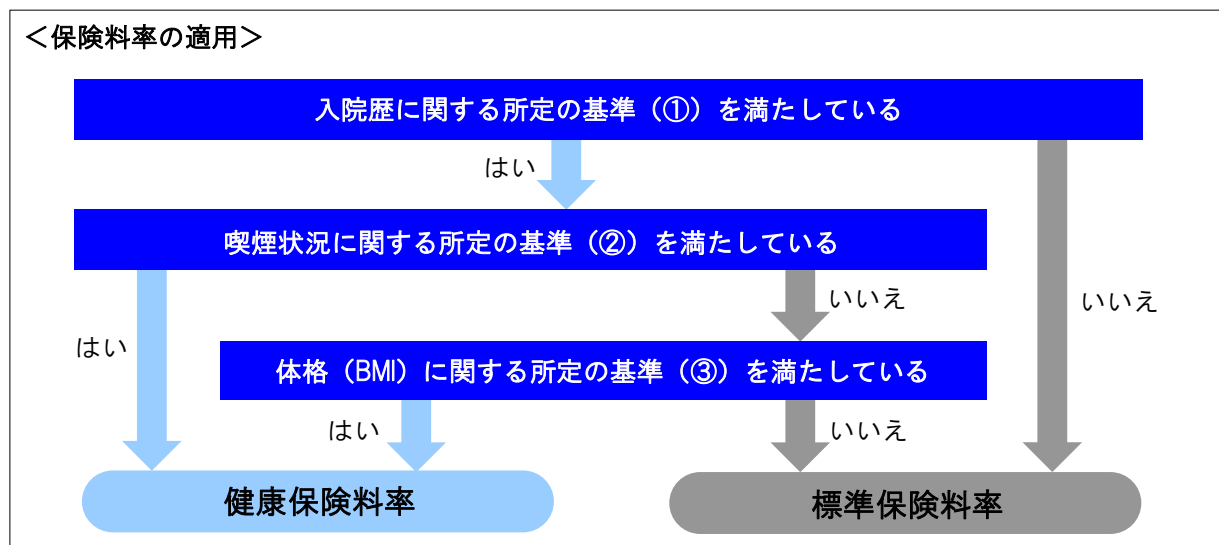 ＜保険料率の適用＞
入院歴に関する所定の基準（①）を満たしている
はい
いいえ
喫煙状況に関する所定の基準（②）を満たしている
はい
いいえ
体格（BMI）に関する所定の基準（③）を満たしている
はい
いいえ
健康保険料率
標準保険料率